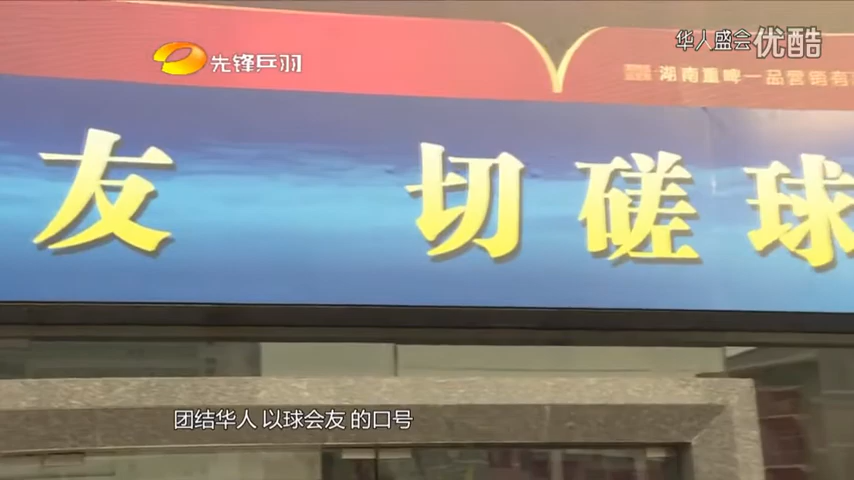 华人盛会优酷
先锋乒羽
湖南重啤一品营销有
友 切磋球
团结华人 以球会友 的口号